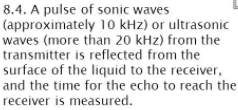 8.4. A pulse of sonic waves
(approximately 10 kHz) or ultrasonic
waves (more than 20 kHz) from the
transmitter is reflected from the
surface of the liquid to the receiver,
and the time for the echo to reach the
receiver is measured.